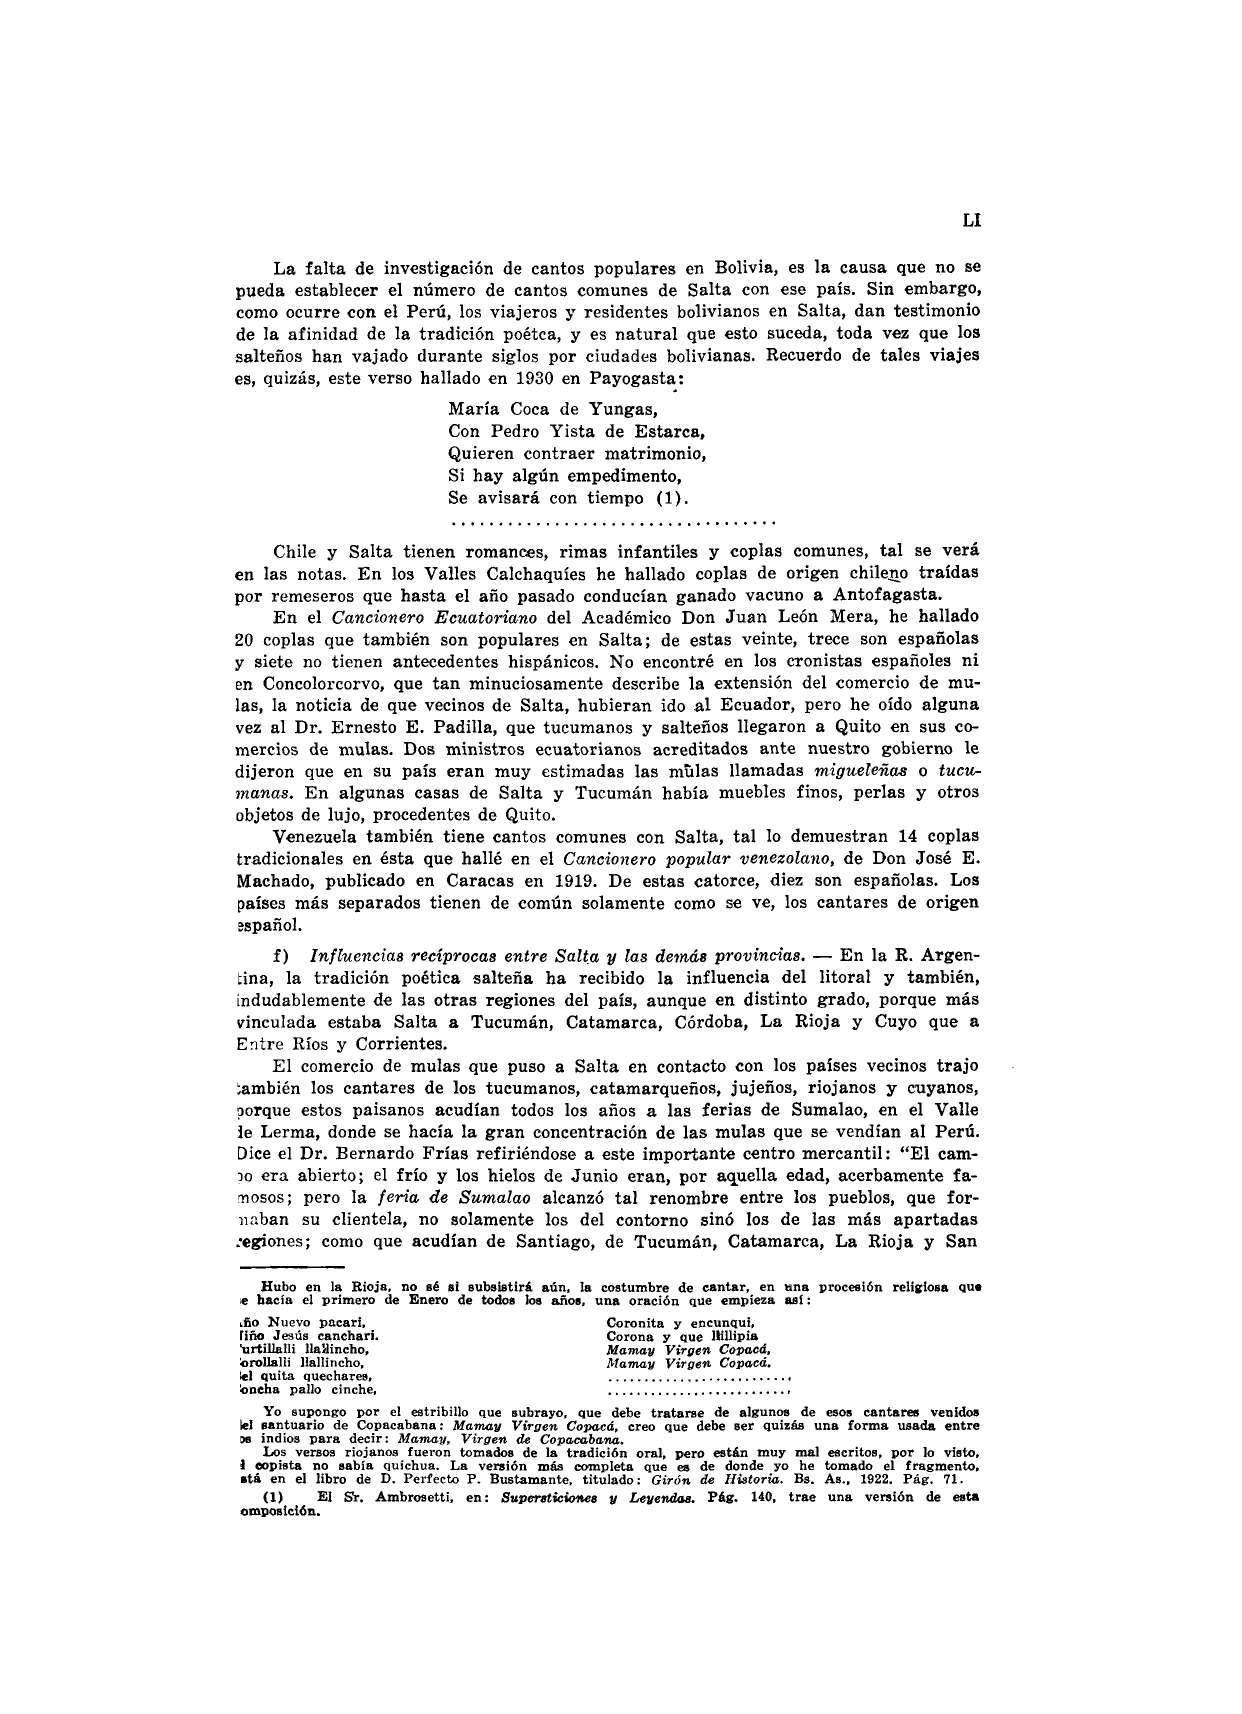 LI
La falta de investigación de cantos populares en Bolivia, es la causa que no se
pueda establecer el número de cantos comunes de Salta con ese país. Sin embargo,
como ocurre con el Perú, los viajeros y residentes bolivianos en Salta, dan testimonio
de la afinidad de la tradición poétca, y es natural que esto suceda, toda vez que los
salteños han vajado durante siglos por ciudades bolivianas. Recuerdo de tales viajes
es, quizás, este verso hallado en 1930 en Payogasta:
María Coca de Yungas,
Con Pedro Yista de Estarca,
Quieren contraer matrimonio,
Si hay algún empedimento,
Se avisará con tiempo (1).
...................................
Chile y Salta tienen romances, rimas infantiles y coplas comunes, tal se verá
en las notas. En los Valles Calchaquíes he hallado coplas de origen chileno traídas
por remeseros que hasta el año pasado conducían ganado vacuno a Antofagasta.
En el Cancionero Ecuatoriano del Académico Don Juan León Mera, he hallado
20 coplas que también son populares en Salta; de estas veinte, trece son españolas
y siete no tienen antecedentes hispánicos. No encontré en los cronistas españoles ni
en Concolorcorvo, que tan minuciosamente describe la extensión del comercio de mu-
las, la noticia de que vecinos de Salta, hubieran ido al Ecuador, pero he oído alguna
vez al Dr. Ernesto E. Padilla, que tucumanos y salteños llegaron a Quito en sus co-
mercios de mulas. Dos ministros ecuatorianos acreditados ante nuestro gobierno le
dijeron que en su país eran muy estimadas las mulas llamadas migueleñas o tucu-
manas. En algunas casas de Salta y Tucumán había muebles finos, perlas y otros
objetos de lujo, procedentes de Quito.
Venezuela también tiene cantos comunes con Salta, tal lo demuestran 14 coplas
tradicionales en ésta que hallé en el Cancionero popular venezolano, de Don José E.
Machado, publicado en Caracas en 1919. De estas catorce, diez son españolas. Los
países más separados tienen de común solamente como se ve, los cantares de origen
español.
f) Influencias recíprocas entre Salta y las demás provincias. — En la R. Argen-
tina, la tradición poética salteña ha recibido la influencia del litoral y también,
indudablemente de las otras regiones del país, aunque en distinto grado, porque más
vinculada estaba Salta a Tucumán, Catamarca, Córdoba, La Rioja y Cuyo que a
Entre Ríos y Corrientes.
El comercio de mulas que puso a Salta en contacto con los países vecinos trajo
también los cantares de los tucumanos, catamarqueños, jujeños, riojanos y cuyanos,
porque estos paisanos acudían todos los años a las ferias de Sumalao, en el Valle
de Lerma, donde se hacía la gran concentración de las mulas que se vendían al Perú.
Dice el Dr. Bernardo Frías refiriéndose a este importante centro mercantil: “El cam-
po era abierto; el frío y los hielos de Junio eran, por aquella edad, acerbamente fa-
mosos; pero la feria de Sumalao alcanzó tal renombre entre los pueblos, que for-
maban su clientela, no solamente los del contorno sinó los de las más apartadas
regiones; como que acudían de Santiago, de Tucumán, Catamarca, La Rioja y San
Hubo en la Rioja, no sé si subsistirá aún, la costumbre de cantar, en una procesión religiosa que
e hacía el primero de Enero de todos los años, una oración que empieza así:
ño Nuevo pacari,
iño Jesús canchari.
urtillalli llallincho,
orollalli llallincho,
el quita quechares,
oncha pallo cinche,
Coronita y encunqui,
Corona y que llillipia
Mamay Virgen Copacá,
Mamay Virgen Copacá.
.........................
.........................
Yo supongo por el estribillo que subrayo, que debe tratarse de algunos de esos cantares venidos
del santuario de Copacabana: Mamay Virgen Copacá, creo que debe ser quizás una forma usada entre
os indios para decir: Mamay, Virgen de Copacabana.
Los versos riojanos fueron tomados de la tradición oral, pero están muy mal escritos, por lo visto,
l copista no sabía quichua. La versión más completa que es de donde yo he tomado el fragmento,
stá en el libro de D. Perfecto P. Bustamante, titulado: Girón de Historia. Bs. As., 1922. Pág. 71.
(1) El Sr. Ambrosetti, en: Supersticiones y Leyendas. Pág. 140, trae una versión de esta
omposición.